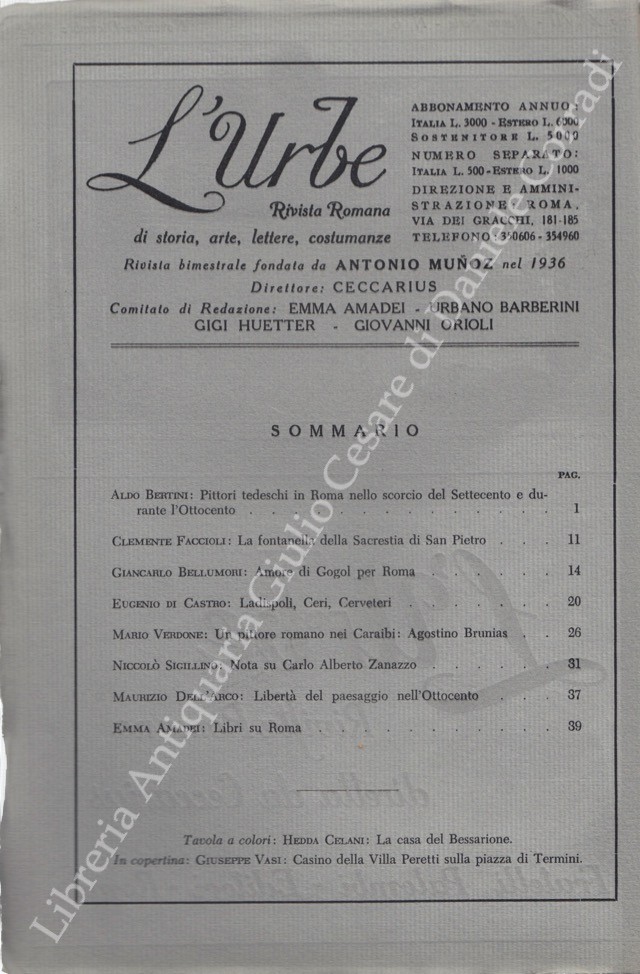 L'Urbe
Rivista Romana
di storia, arte, lettere, costumanze
ABBONAMENTO ANNUO:
ITALIA L. 3000 - ESTERO L. 6000
SOSTENITORE L. 5000
NUMERO SEPARATO:
ITALIA L. 500 - ESTERO L. 1000
DIREZIONE E AMMINI-
STRAZIONE: ROMA,
VIA DEI GRACCHI, 181-185
TELEFONO: 350606 - 354960
Rivista bimestrale fondata da ANTONIO MUÑOZ nel 1936
Direttore: CECCARIUS
Comitato di Redazione: EMMA AMADEI - URBANO BARBERINI
GIGI HUETTER - GIOVANNI ORIOLI
SOMMARIO
PAG.
ALDO BERTINI: Pittori tedeschi in Roma nello scorcio del Settecento e du-
rante l'Ottocento . . . . . . . . . . . . . . 1
CLEMENTE FACCIOLI: La fontanella della Sacrestia di San Pietro . . . 11
GIANCARLO BELLUMORI: Amore di Gogol per Roma . . . . . . 14
EUGENIO DI CASTRO: Ladispoli, Ceri, Cerveteri . . . . . . . 20
MARIO VERDONE: Un pittore romano nei Caraibi: Agostino Brunias . . 26
NICCOLÒ SIGILLINO: Nota su Carlo Alberto Zanazzo . . . . . . 31
MAURIZIO DELL'ARCO: Libertà del paesaggio nell'Ottocento . . . 37
EMMA AMADEI: Libri su Roma . . . . . . . . . . . 39
Tavola a colori: HEDDA CELANI: La casa del Bessarione.
In copertina: GIUSEPPE VASI: Casino della Villa Peretti sulla piazza di Termini.
Libreria Antiquaria Giulio Cesare di Daniele Corradi